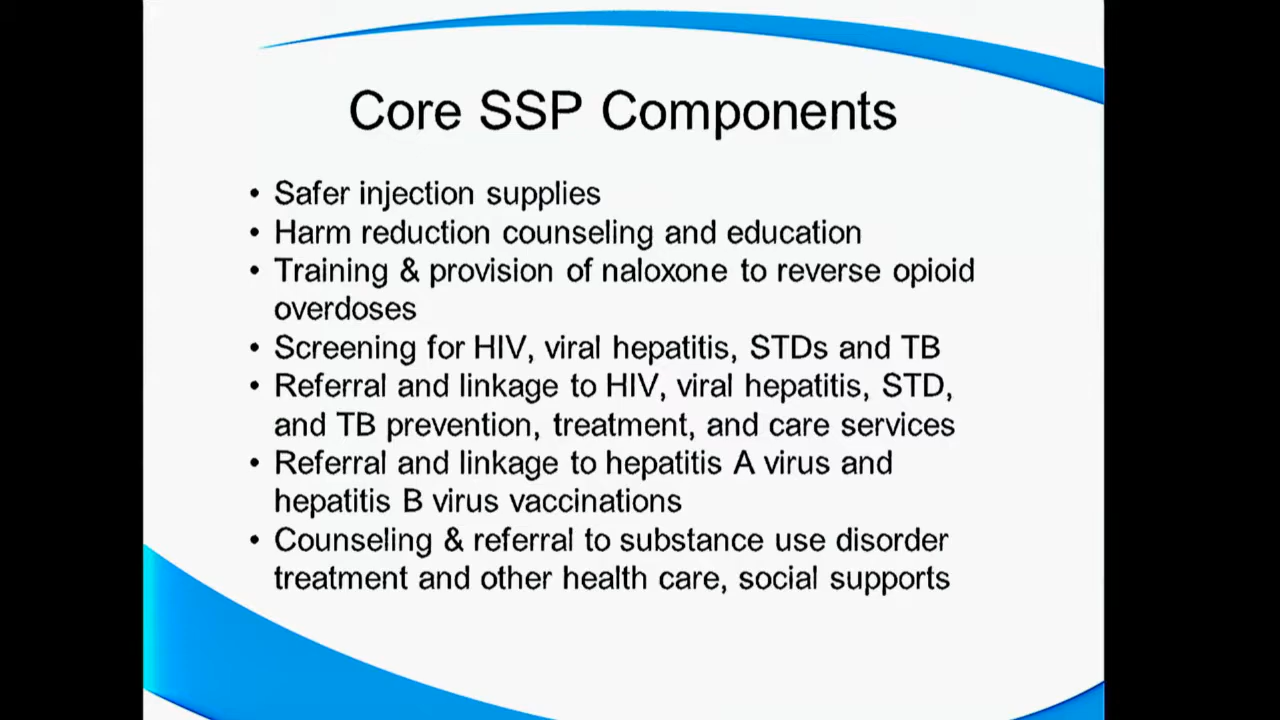 Core SSP Components
• Safer injection supplies
• Harm reduction counseling and education
• Training & provision of naloxone to reverse opioid
overdoses
• Screening for HIV, viral hepatitis, STDs and TB
• Referral and linkage to HIV, viral hepatitis, STD,
and TB prevention, treatment, and care services
• Referral and linkage to hepatitis A virus and
hepatitis B virus vaccinations
• Counseling & referral to substance use disorder
treatment and other health care, social supports